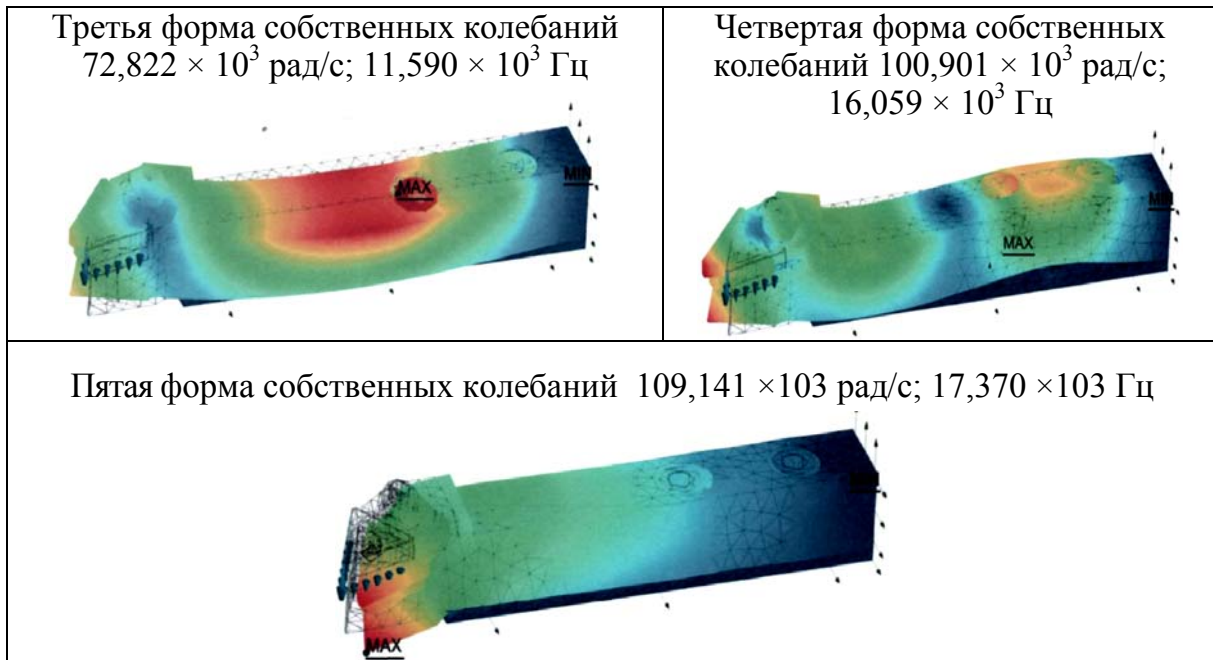 Третья форма собственных колебаний
72,822 × 10³ рад/с; 11,590 × 10³ Гц
MAX
MIN
Четвертая форма собственных
колебаний 100,901 × 10³ рад/с;
16,059 × 10³ Гц
MIN
MAX
Пятая форма собственных колебаний 109,141 ×103 рад/с; 17,370 ×103 Гц
MIN
MAX